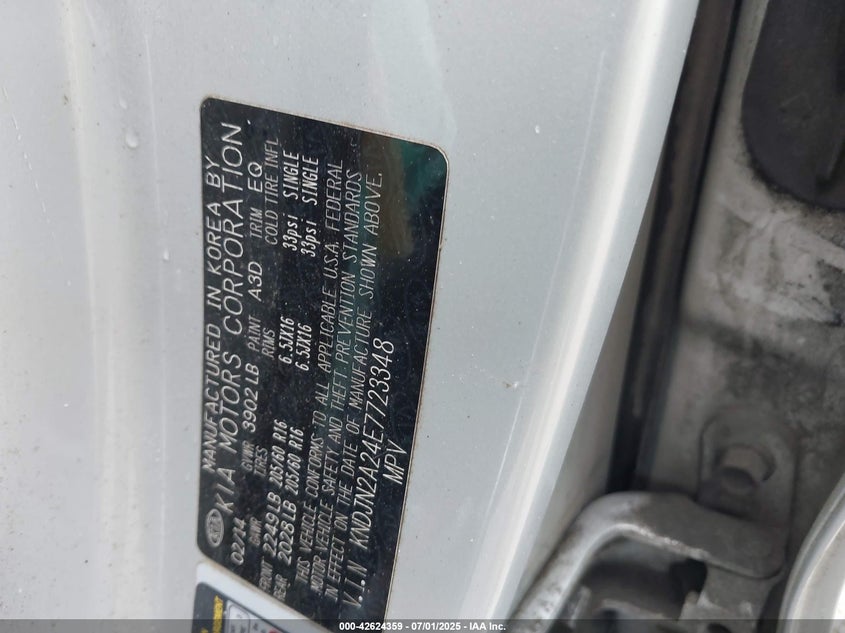 MANUFACTURED IN KOREA BY
KIA MOTORS CORPORATION
02/14 GVWR 3902 LB PAINT A3D TRIM EQ
GAWR TIRES RIMS COLD TIRE INFL
2249LB 205/60 R16 6.5JX16 33psi SINGLE
2028LB 205/60 R16 6.5JX16 33psi SINGLE
THIS VEHICLE CONFORMS TO ALL APPLICABLE U.S.A. FEDERAL
MOTOR VEHICLE SAFETY AND THEFT PREVENTION STANDARDS
IN EFFECT ON THE DATE OF MANUFACTURE SHOWN ABOVE.
V.I.N KNDJN2A24E7723348
MPV
000-42624359 - 07/01/2025 - IAA Inc.